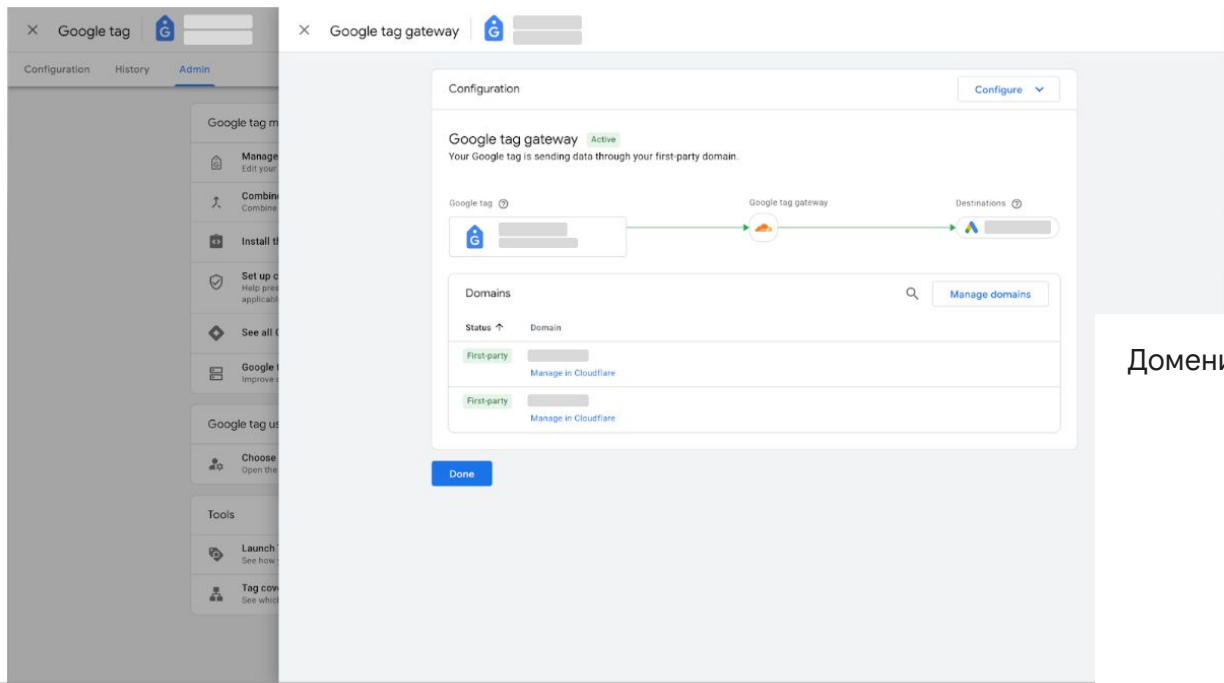 Google tag
Configuration History Admin
Google tag m
Manage
Edit your
Combin
Combine
Install t
Set up c
Help pre
applicabl
See all
Google
Improve
Google tag us
Choose
Open the
Tools
Launch
See how
Tag cov
See whic
Google tag gateway
Configuration
Configure
Google tag gateway Active
Your Google tag is sending data through your first-party domain.
Google tag
Google tag gateway
Destinations
Domains
Manage domains
Status Domain
First-party
Manage in Cloudflare
First-party
Manage in Cloudflare
Done
Домени